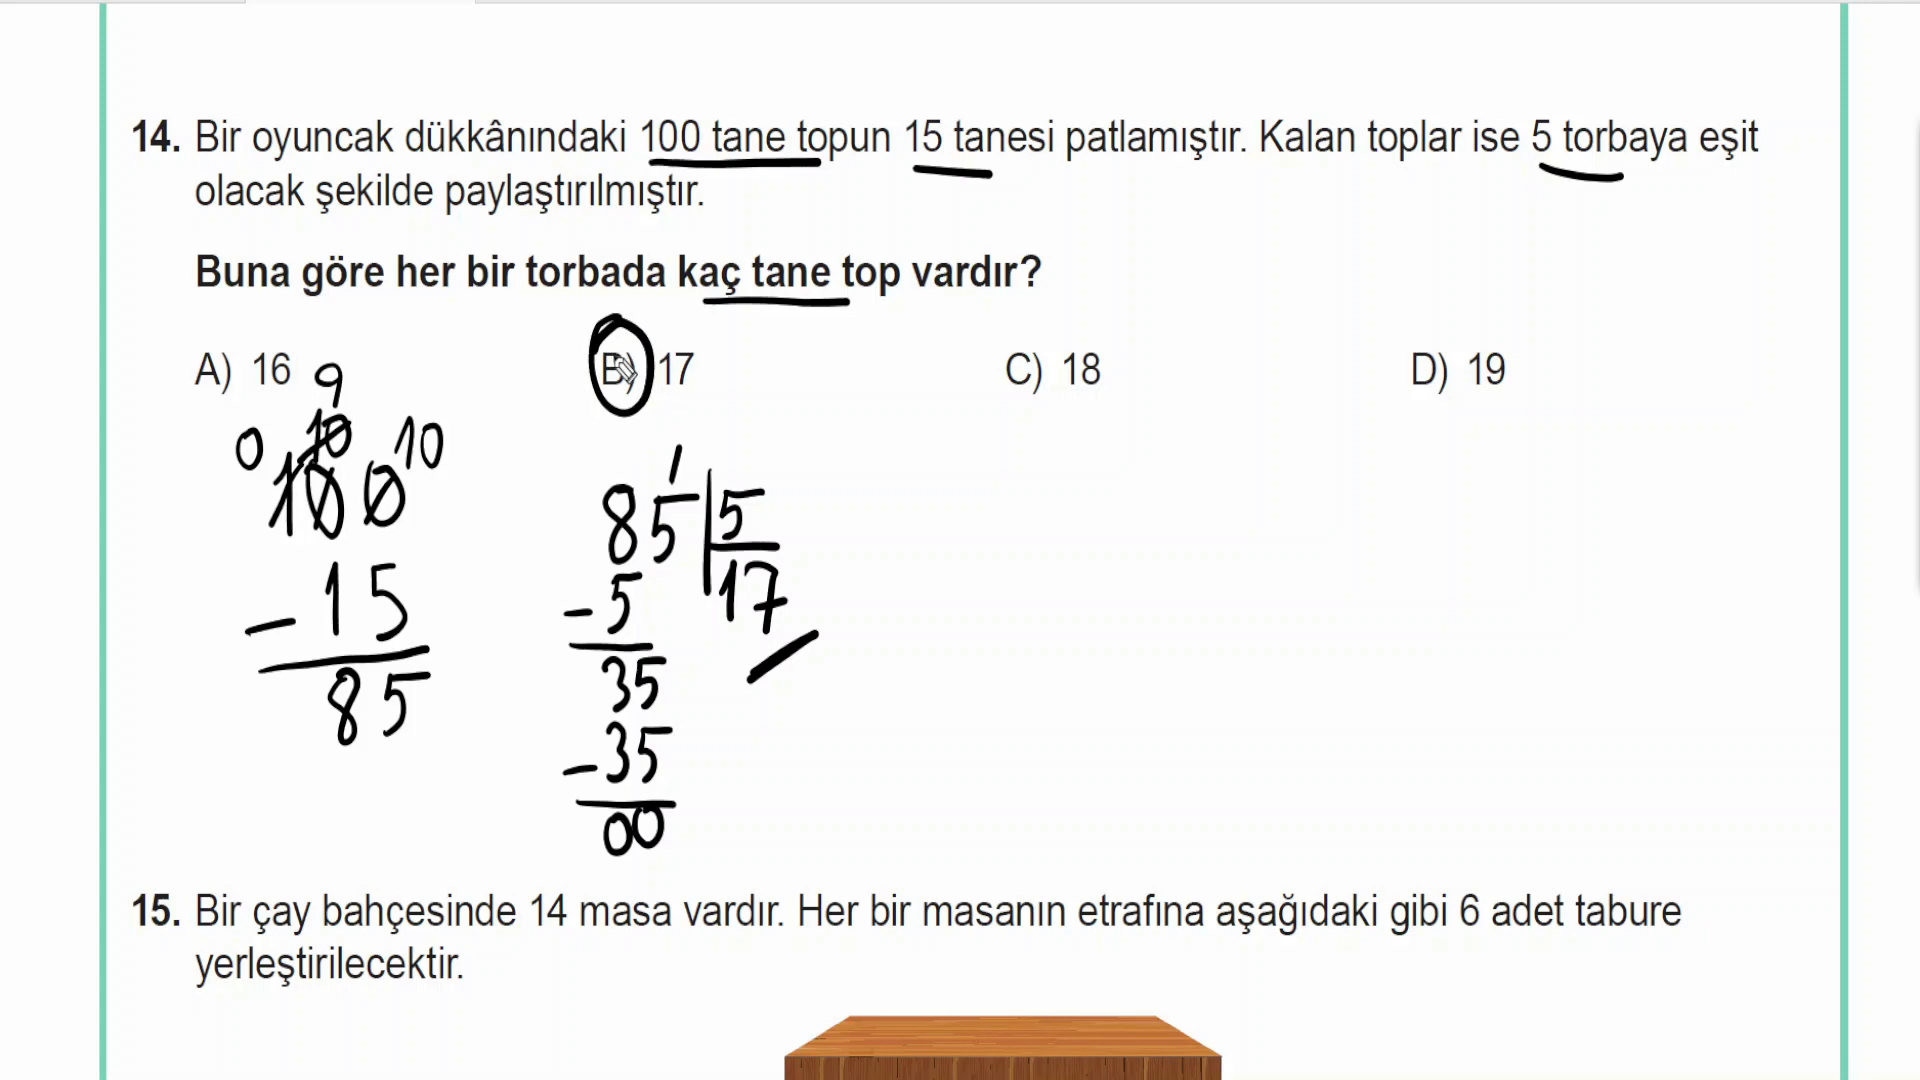 14. Bir oyuncak dükkânındaki 100 tane topun 15 tanesi patlamıştır. Kalan toplar ise 5 torbaya eşit
olacak şekilde paylaştırılmıştır.
Buna göre her bir torbada kaç tane top vardır?
A) 16 B) 17 C) 18 D) 19
9
0 10 10
100
- 15
85
85 5
17
- 5
35
- 35
00
15. Bir çay bahçesinde 14 masa vardır. Her bir masanın etrafına aşağıdaki gibi 6 adet tabure
yerleştirilecektir.